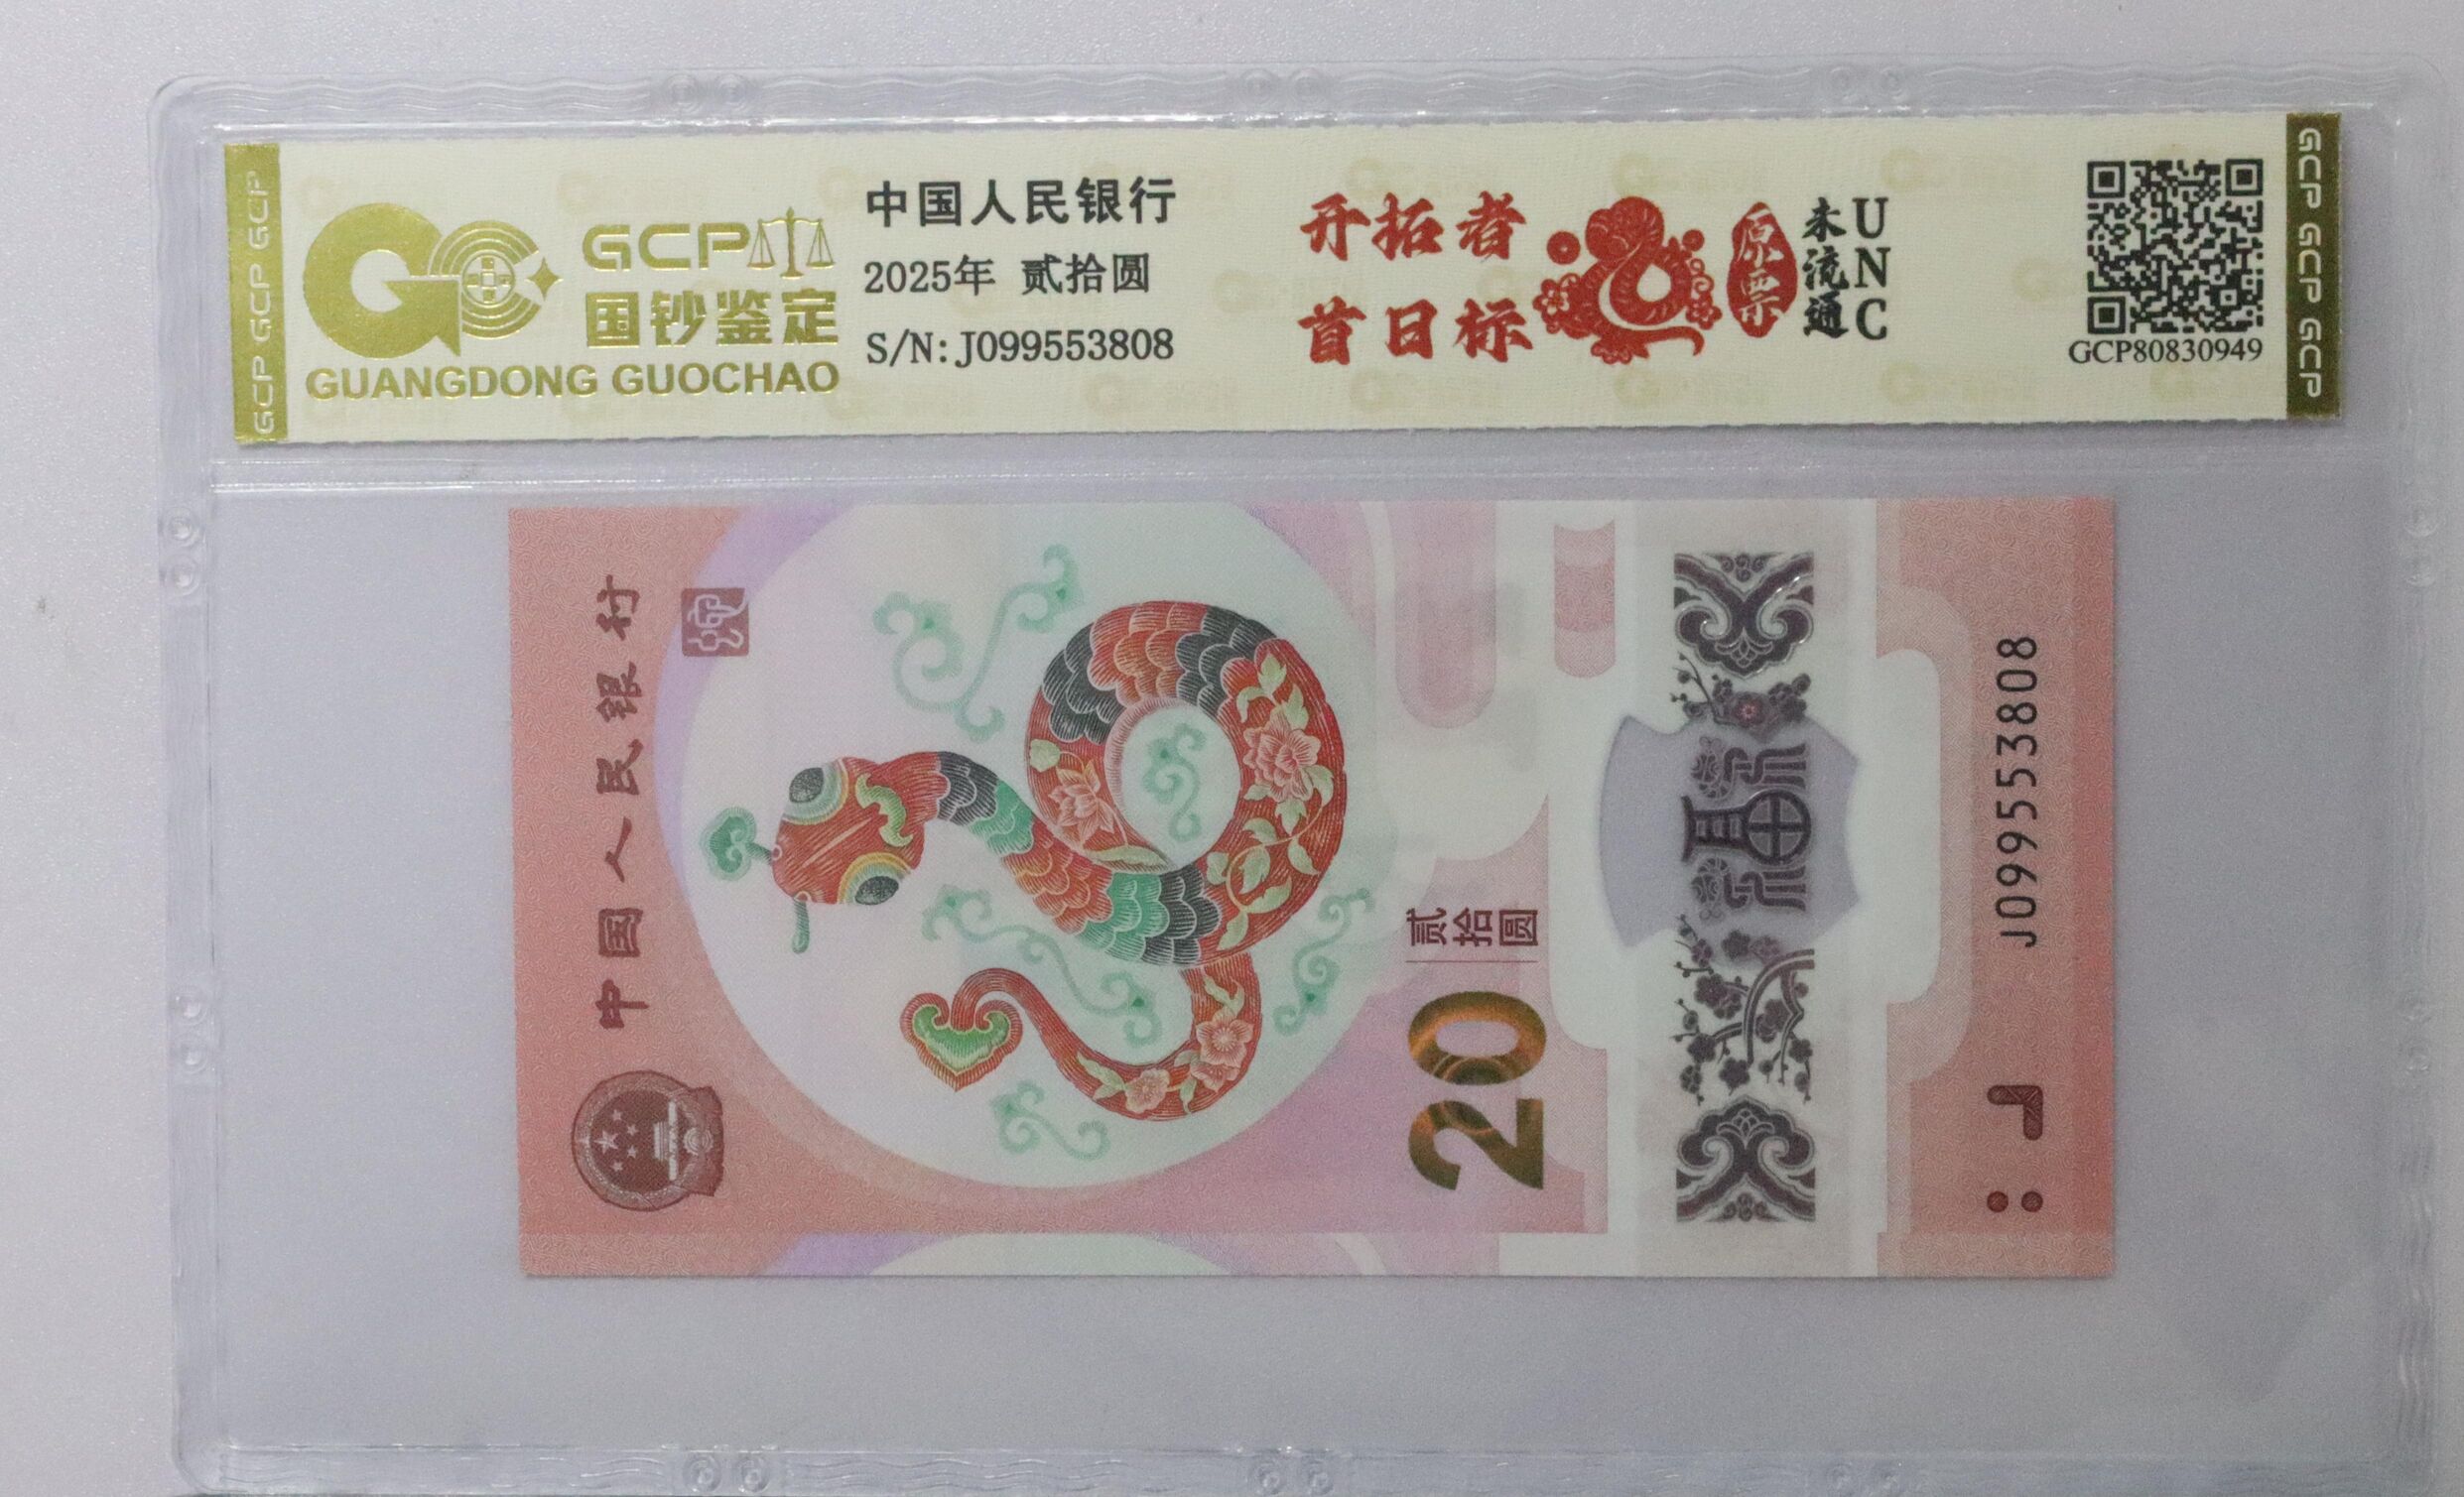 GCP GCP GCP
GCP
国钞鉴定
GUANGDONG GUOCHAO
中国人民银行
2025年 贰拾圆
S/N: J099553808
开拓者
首日标
原票
未流通
UNC
GCP80830949
GCP GCP GCP
中国人民银行
20
贰拾圆
福
J099553808